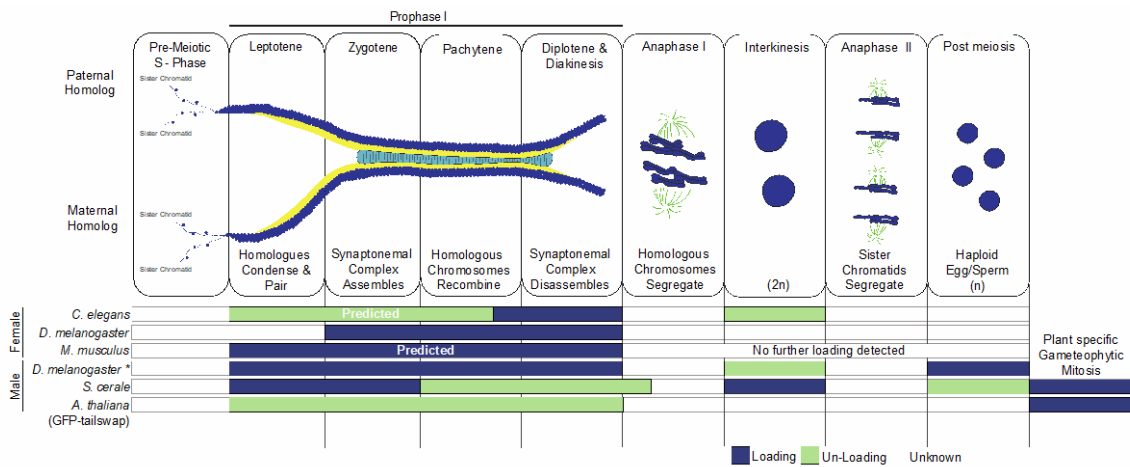 Prophase I
Pre-Meiotic
S - Phase
Leptotene
Zygotene
Pachytene
Diplotene &
Diakinesis
Anaphase I
Interkinesis
Anaphase II
Post meiosis
Paternal
Homolog
Sister Chromatid
Sister Chromatid
Maternal
Homolog
Sister Chromatid
Sister Chromatid
Homologues
Condense &
Pair
Synaptonemal
Complex
Assembles
Homologous
Chromosomes
Recombine
Synaptonemal
Complex
Disassembles
Homologous
Chromosomes
Segregate
(2n)
Sister
Chromatids
Segregate
Haploid
Egg/Sperm
(n)
Female
C. elegans
Predicted
D. melanogaster
M. musculus
Predicted
No further loading detected
Male
D. melanogaster *
S. cerale
A. thaliana
(GFP-tailswap)
Plant specific
Gameteophytic
Mitosis
Loading
Un-Loading
Unknown